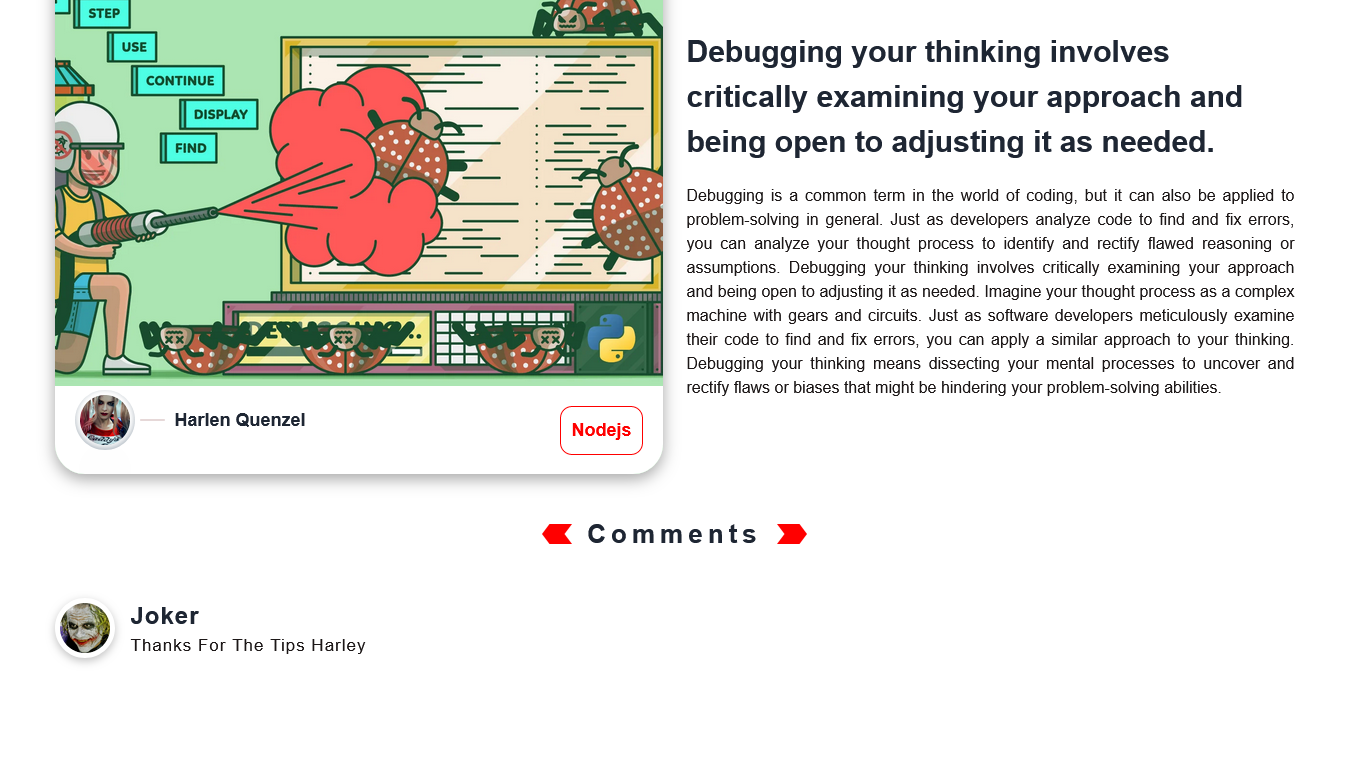 STEP
USE
CONTINUE
DISPLAY
FIND
Harlen Quenzel
Nodejs
Debugging your thinking involves
critically examining your approach and
being open to adjusting it as needed.
Debugging is a common term in the world of coding, but it can also be applied to
problem-solving in general. Just as developers analyze code to find and fix errors,
you can analyze your thought process to identify and rectify flawed reasoning or
assumptions. Debugging your thinking involves critically examining your approach
and being open to adjusting it as needed. Imagine your thought process as a complex
machine with gears and circuits. Just as software developers meticulously examine
their code to find and fix errors, you can apply a similar approach to your thinking.
Debugging your thinking means dissecting your mental processes to uncover and
rectify flaws or biases that might be hindering your problem-solving abilities.
Comments
Joker
Thanks For The Tips Harley